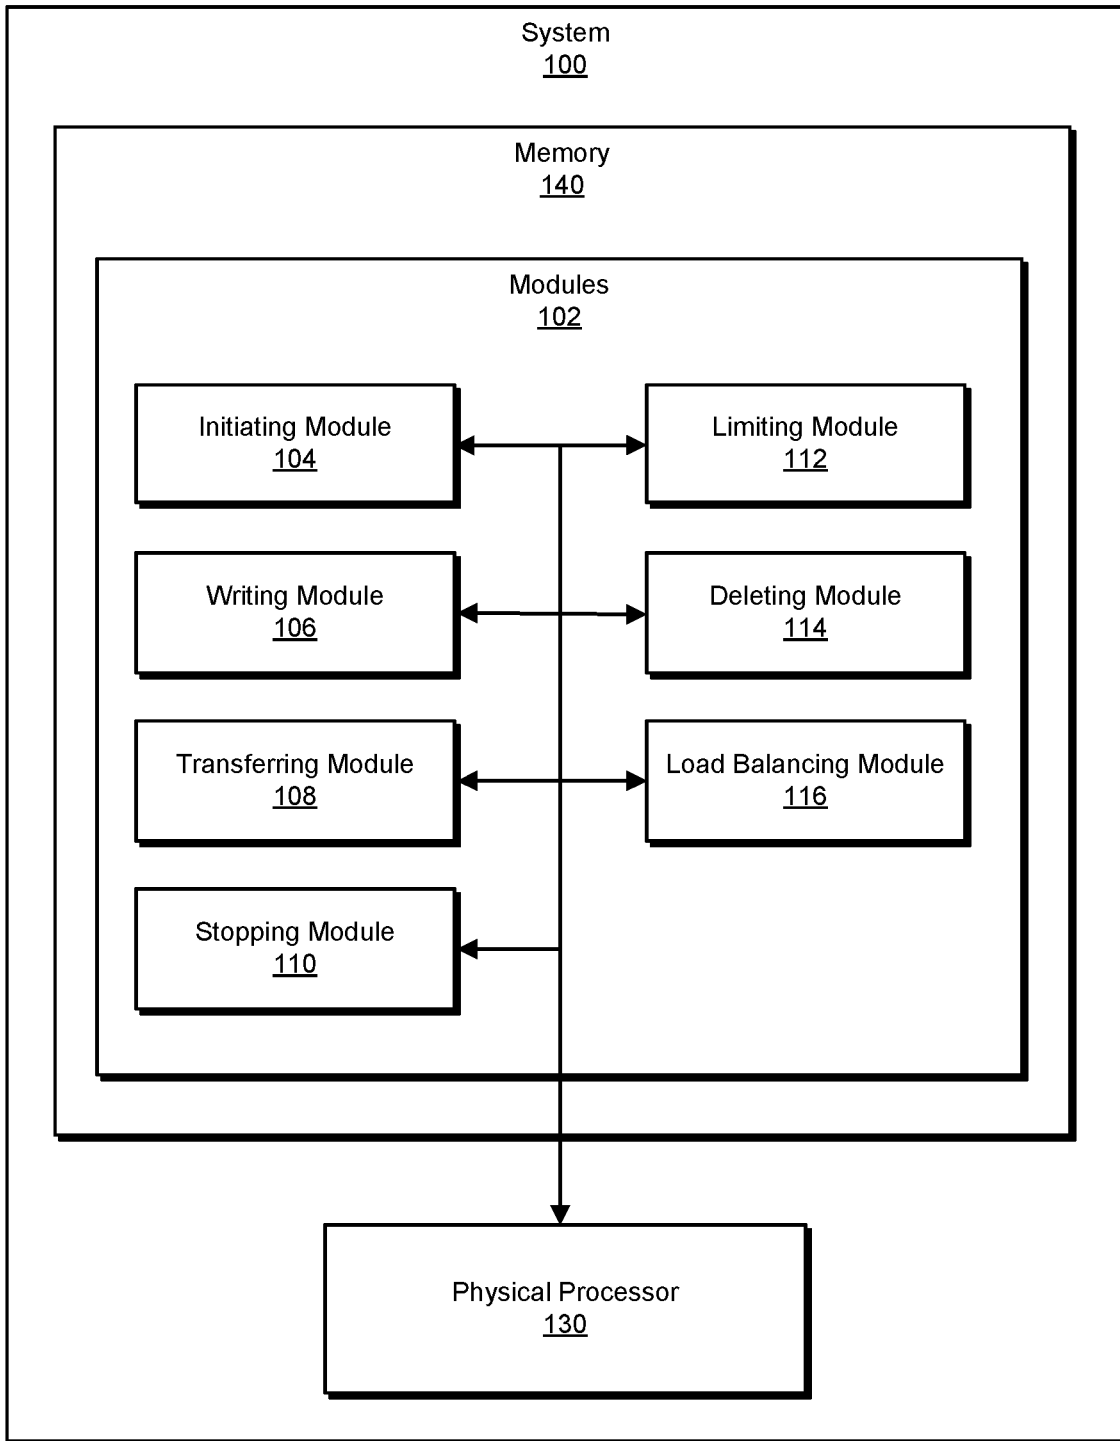 System
100
Memory
140
Modules
102
Initiating Module
104
Limiting Module
112
Writing Module
106
Deleting Module
114
Transferring Module
108
Load Balancing Module
116
Stopping Module
110
Physical Processor
130